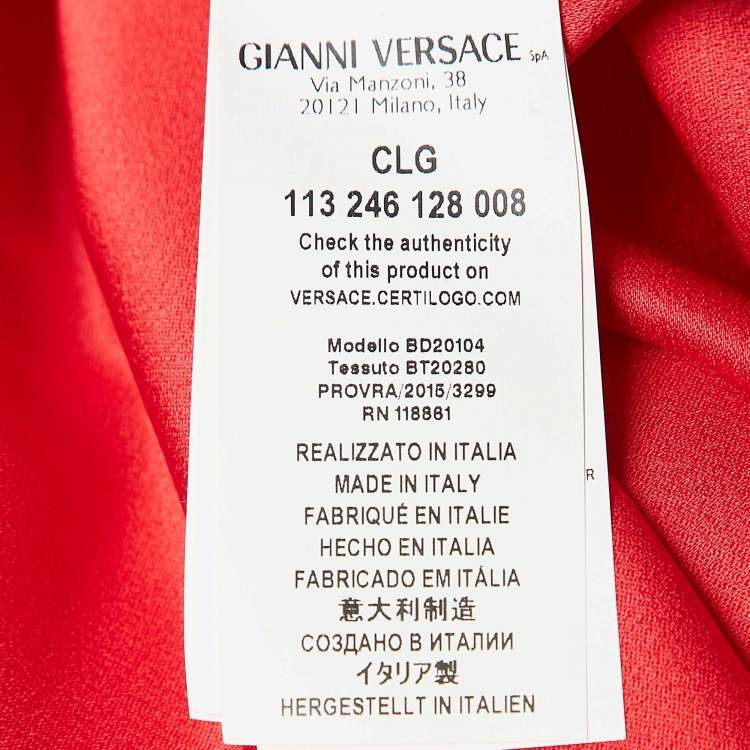 GIANNI VERSACE SpA
Via Manzoni, 38
20121 Milano, Italy
CLG
113 246 128 008
Check the authenticity
of this product on
VERSACE.CERTILOGO.COM
Modello BD20104
Tessuto BT20280
PROVRA/2015/3299
RN 118861
REALIZZATO IN ITALIA
MADE IN ITALY
R
FABRIQUÉ EN ITALIE
HECHO EN ITALIA
FABRICADO EM ITÁLIA
意大利制造
СОЗДАНО В ИТАЛИИ
イタリア製
HERGESTELLT IN ITALIEN